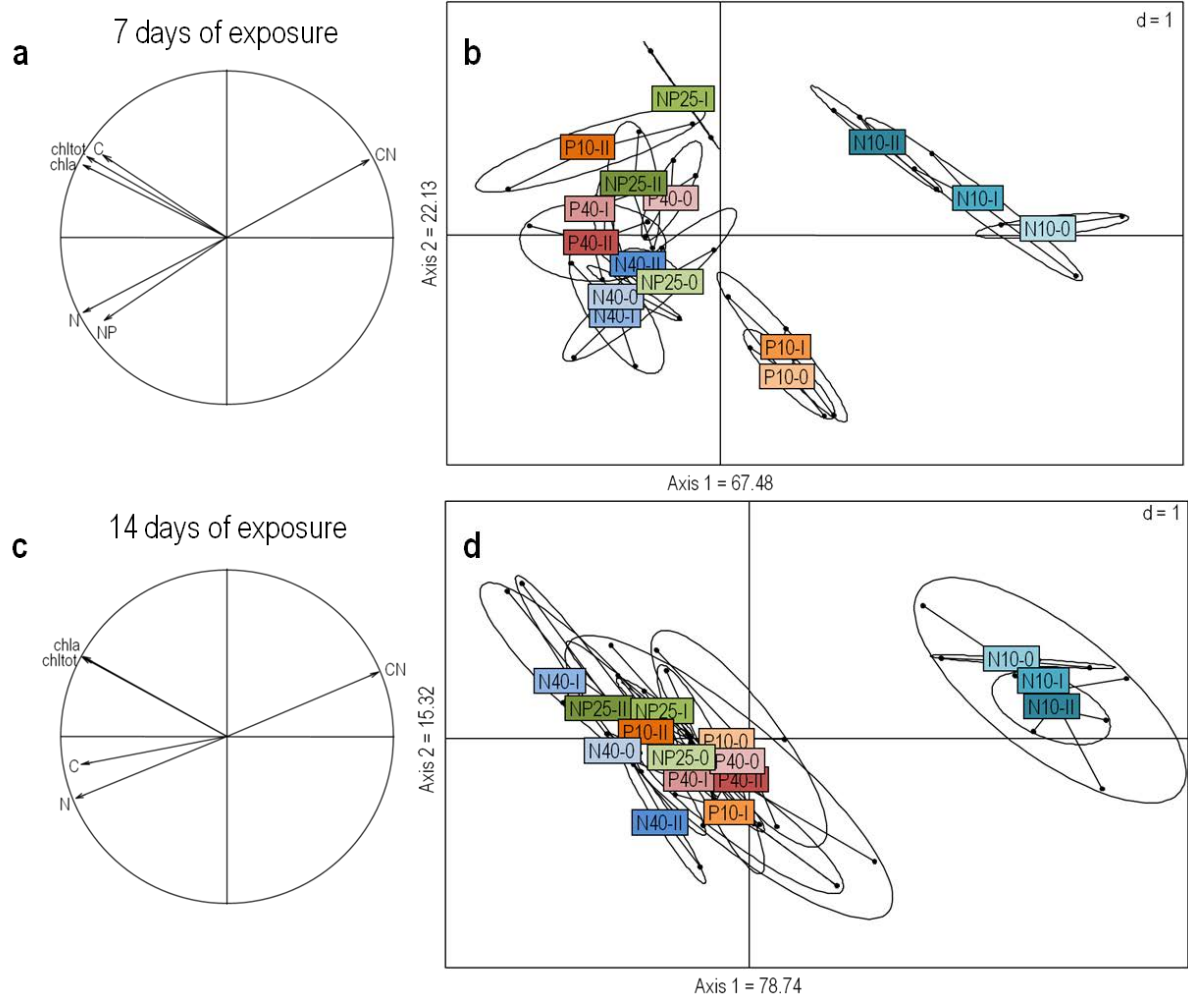 a
7 days of exposure
chltot
C
chla
CN
N
NP
b
d = 1
NP25-I
P10-II
NP25-II
P40-0
P40-I
P40-II
N40-II
NP25-0
N40-0
N40-I
N10-II
N10-I
N10-0
P10-I
P10-0
Axis 2 = 22.13
Axis 1 = 67.48
c
14 days of exposure
chla
chltot
CN
C
N
d
d = 1
N40-I
NP25-II
NP25-I
P10-II
P10-0
N40-0
NP25-0
P40-0
P40-I
P40-II
P10-I
N40-II
N10-0
N10-I
N10-II
Axis 2 = 15.32
Axis 1 = 78.74